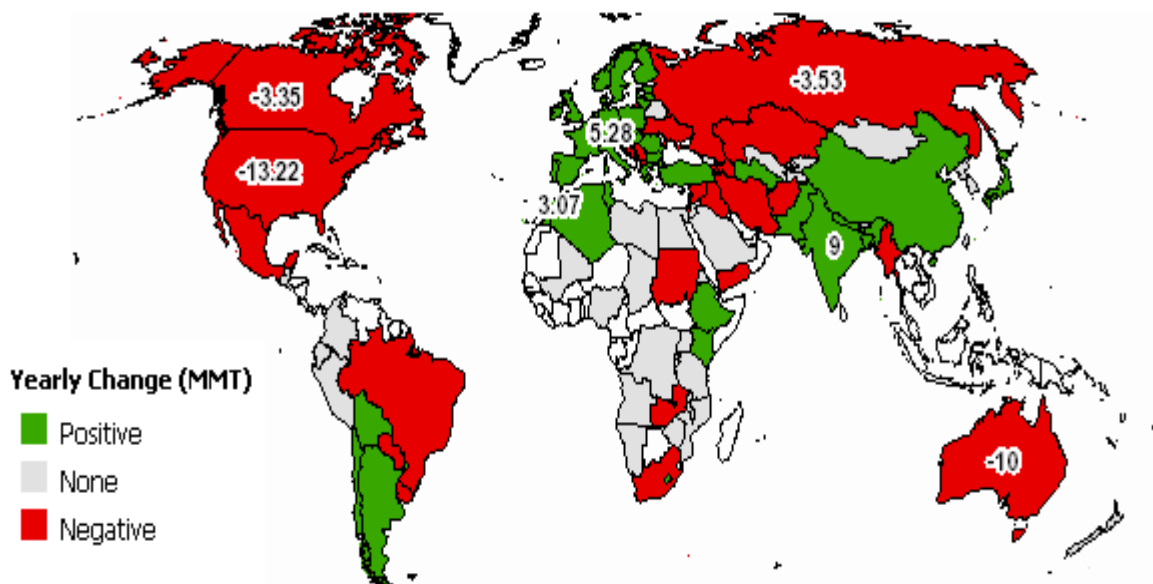 -3.35
-3.53
5.28
-13.22
3.07
9
-10
Yearly Change (MMT)
Positive
None
Negative